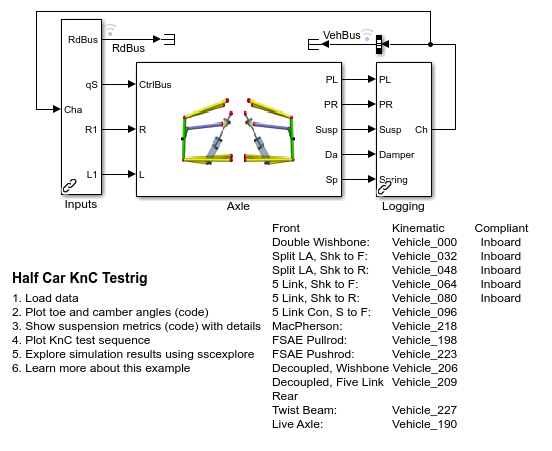 RdBus
RdBus
VehBus
qS
CtrlBus
PL
PL
PR
PR
Cha
R1
R
Susp
Susp
Ch
Da
Damper
L1
L
Sp
Spring
Inputs
Axle
Logging
Front Kinematic Compliant
Double Wishbone: Vehicle_000 Inboard
Split LA, Shk to F: Vehicle_032 Inboard
Split LA, Shk to R: Vehicle_048 Inboard
5 Link, Shk to F: Vehicle_064 Inboard
5 Link, Shk to R: Vehicle_080 Inboard
5 Link Con, S to F: Vehicle_096
MacPherson: Vehicle_218
FSAE Pullrod: Vehicle_198
FSAE Pushrod: Vehicle_223
Decoupled, Wishbone Vehicle_206
Decoupled, Five Link Vehicle_209
Rear
Twist Beam: Vehicle_227
Live Axle: Vehicle_190
Half Car KnC Testrig
1. Load data
2. Plot toe and camber angles (code)
3. Show suspension metrics (code) with details
4. Plot KnC test sequence
5. Explore simulation results using sscexplore
6. Learn more about this example